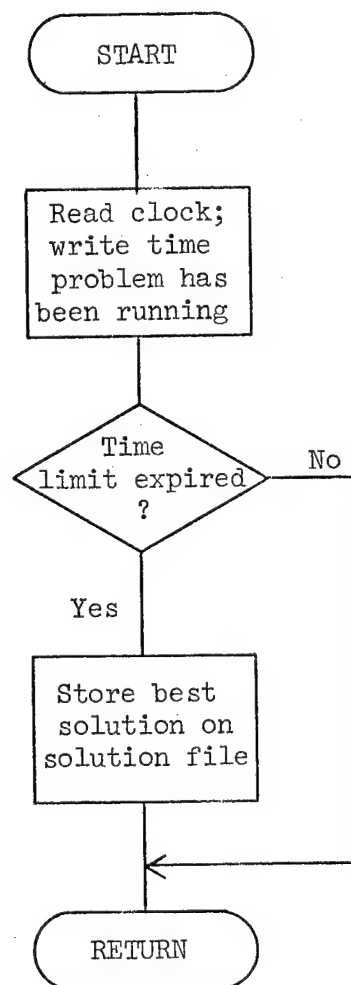 START
Read clock;
write time
problem has
been running
Time
limit expired
?
No
Yes
Store best
solution on
solution file
RETURN